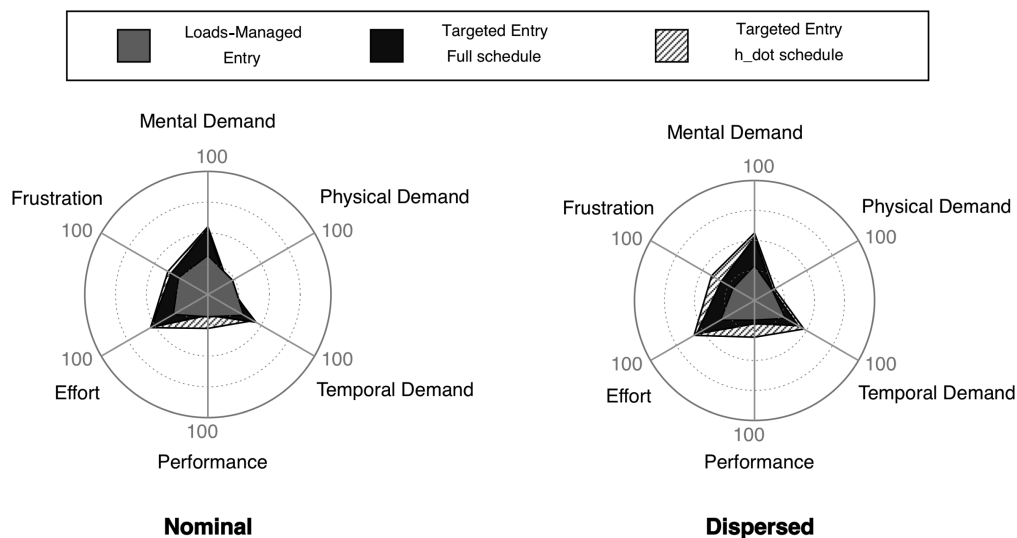 Loads-Managed
Entry
Targeted Entry
Full schedule
Targeted Entry
h_dot schedule
Mental Demand
100
Physical Demand
100
Frustration
100
100
Temporal Demand
100
Effort
100
Performance
Nominal
Mental Demand
100
Physical Demand
100
Frustration
100
100
Temporal Demand
100
Effort
100
Performance
Dispersed